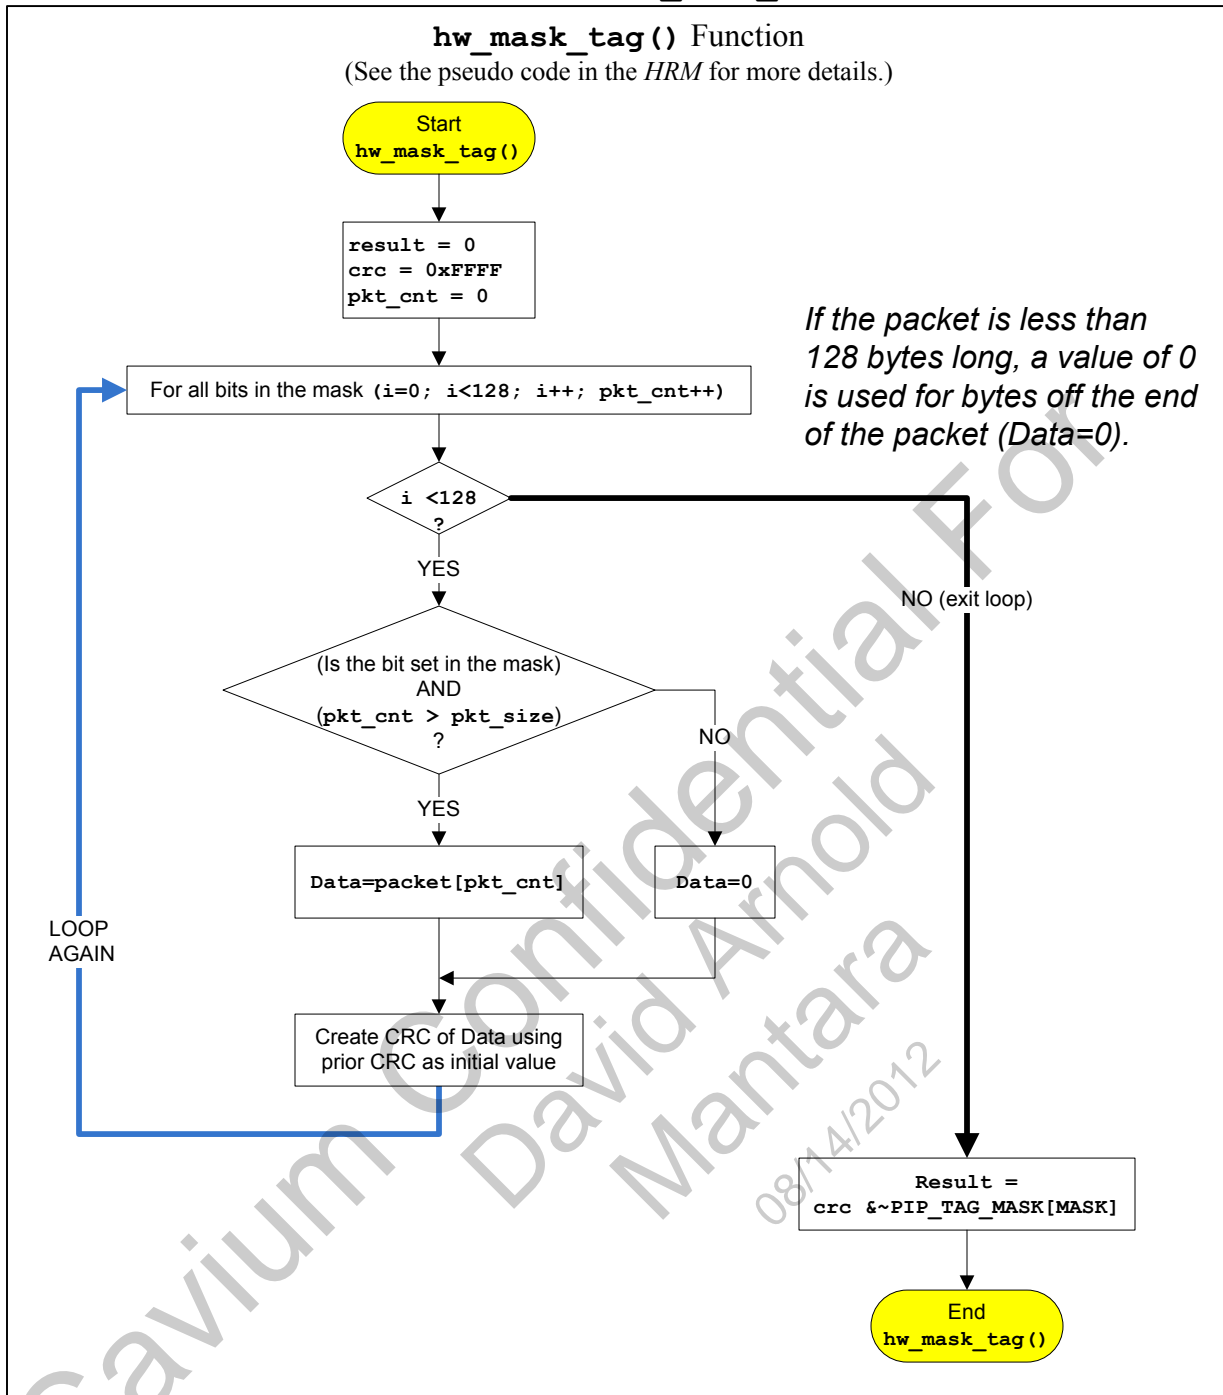 hw_mask_tag() Function
(See the pseudo code in the HRM for more details.)
Start
hw_mask_tag()
result = 0
crc = 0xFFFF
pkt_cnt = 0
If the packet is less than
128 bytes long, a value of 0
is used for bytes off the end
of the packet (Data=0).
For all bits in the mask (i=0; i<128; i++; pkt_cnt++)
i <128
?
YES
NO (exit loop)
(Is the bit set in the mask)
AND
(pkt_cnt > pkt_size)
?
NO
YES
Data=packet[pkt_cnt]
Data=0
LOOP
AGAIN
Create CRC of Data using
prior CRC as initial value
Result =
crc &~PIP_TAG_MASK[MASK]
End
hw_mask_tag()
Cavium Confidential For
David Arnold
Mantara
08/14/2012